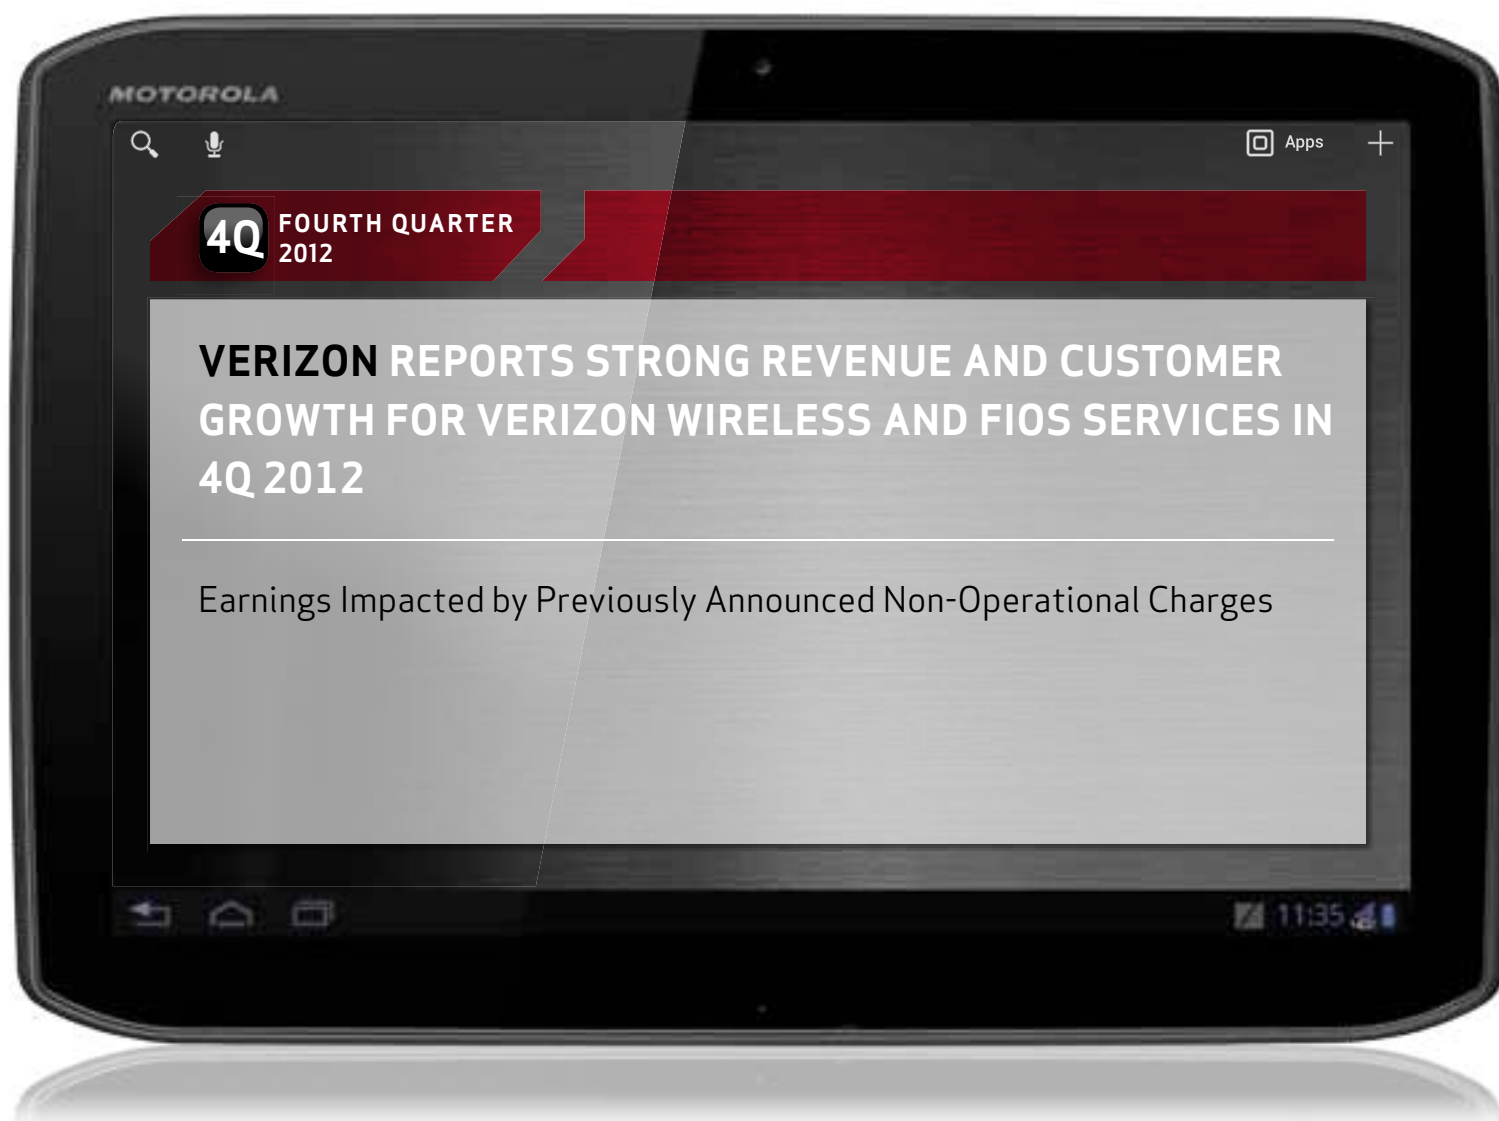 MOTOROLA
Apps
4Q FOURTH QUARTER
2012
VERIZON REPORTS STRONG REVENUE AND CUSTOMER
GROWTH FOR VERIZON WIRELESS AND FIOS SERVICES IN
4Q 2012
Earnings Impacted by Previously Announced Non-Operational Charges
11:35